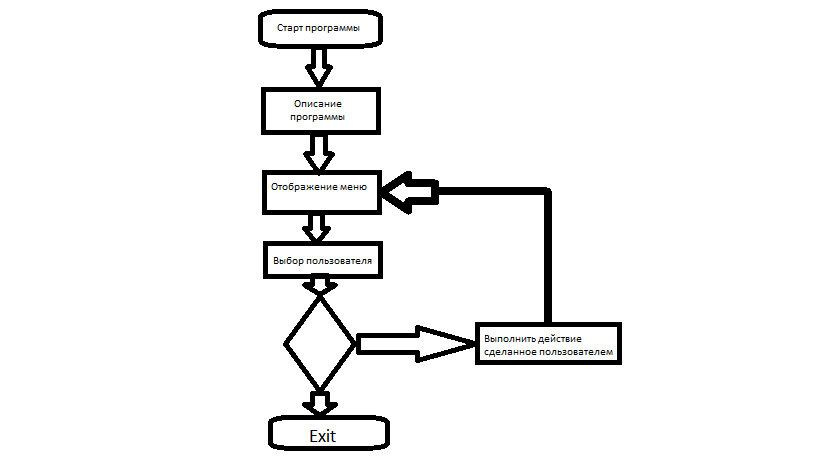 Старт программы
Описание
программы
Отображение меню
Выбор пользователя
Выполнить действие
сделанное пользователем
Exit